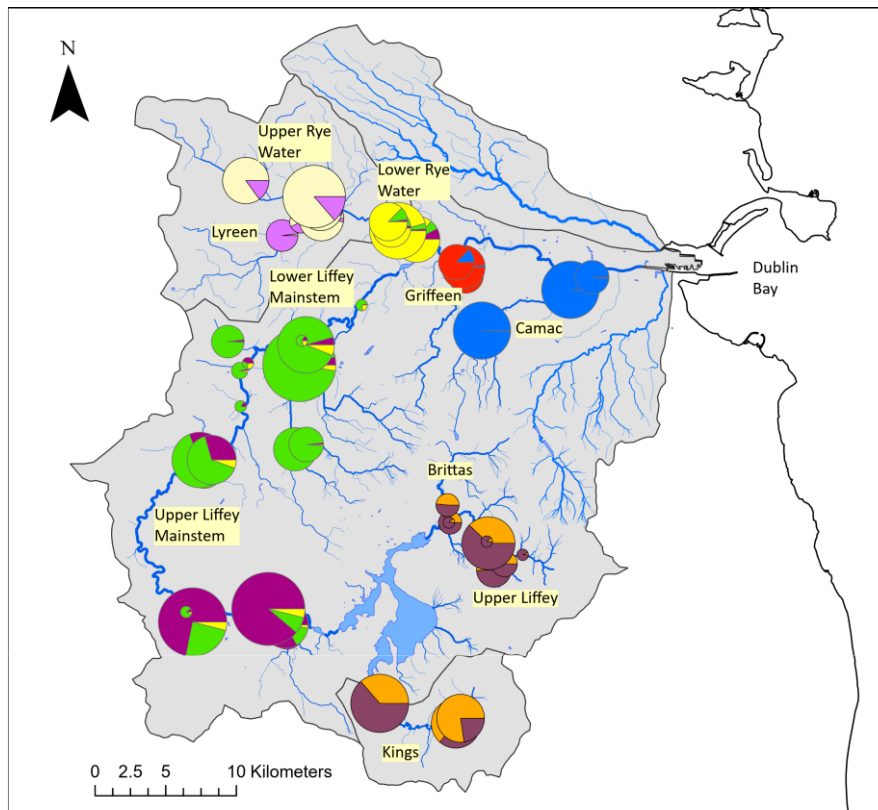 N
Upper Rye
Water
Lower Rye
Water
Lyreen
Lower Liffey
Mainstem
Griffeen
Dublin
Bay
Camac
Brittas
Upper Liffey
Mainstem
Upper Liffey
Kings
0 2.5 5 10 Kilometers